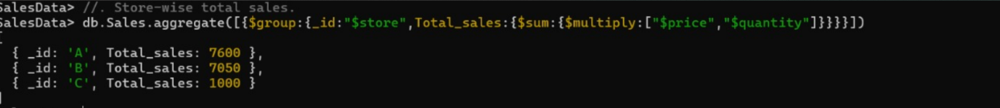 SalesData> //. Store-wise total sales.
SalesData> db.Sales.aggregate([{$group:{_id:"$store",Total_sales:{$sum:{$multiply:["$price","$quantity"]}}}}])
[
  { _id: 'A', Total_sales: 7600 },
  { _id: 'B', Total_sales: 7050 },
  { _id: 'C', Total_sales: 1000 }
]